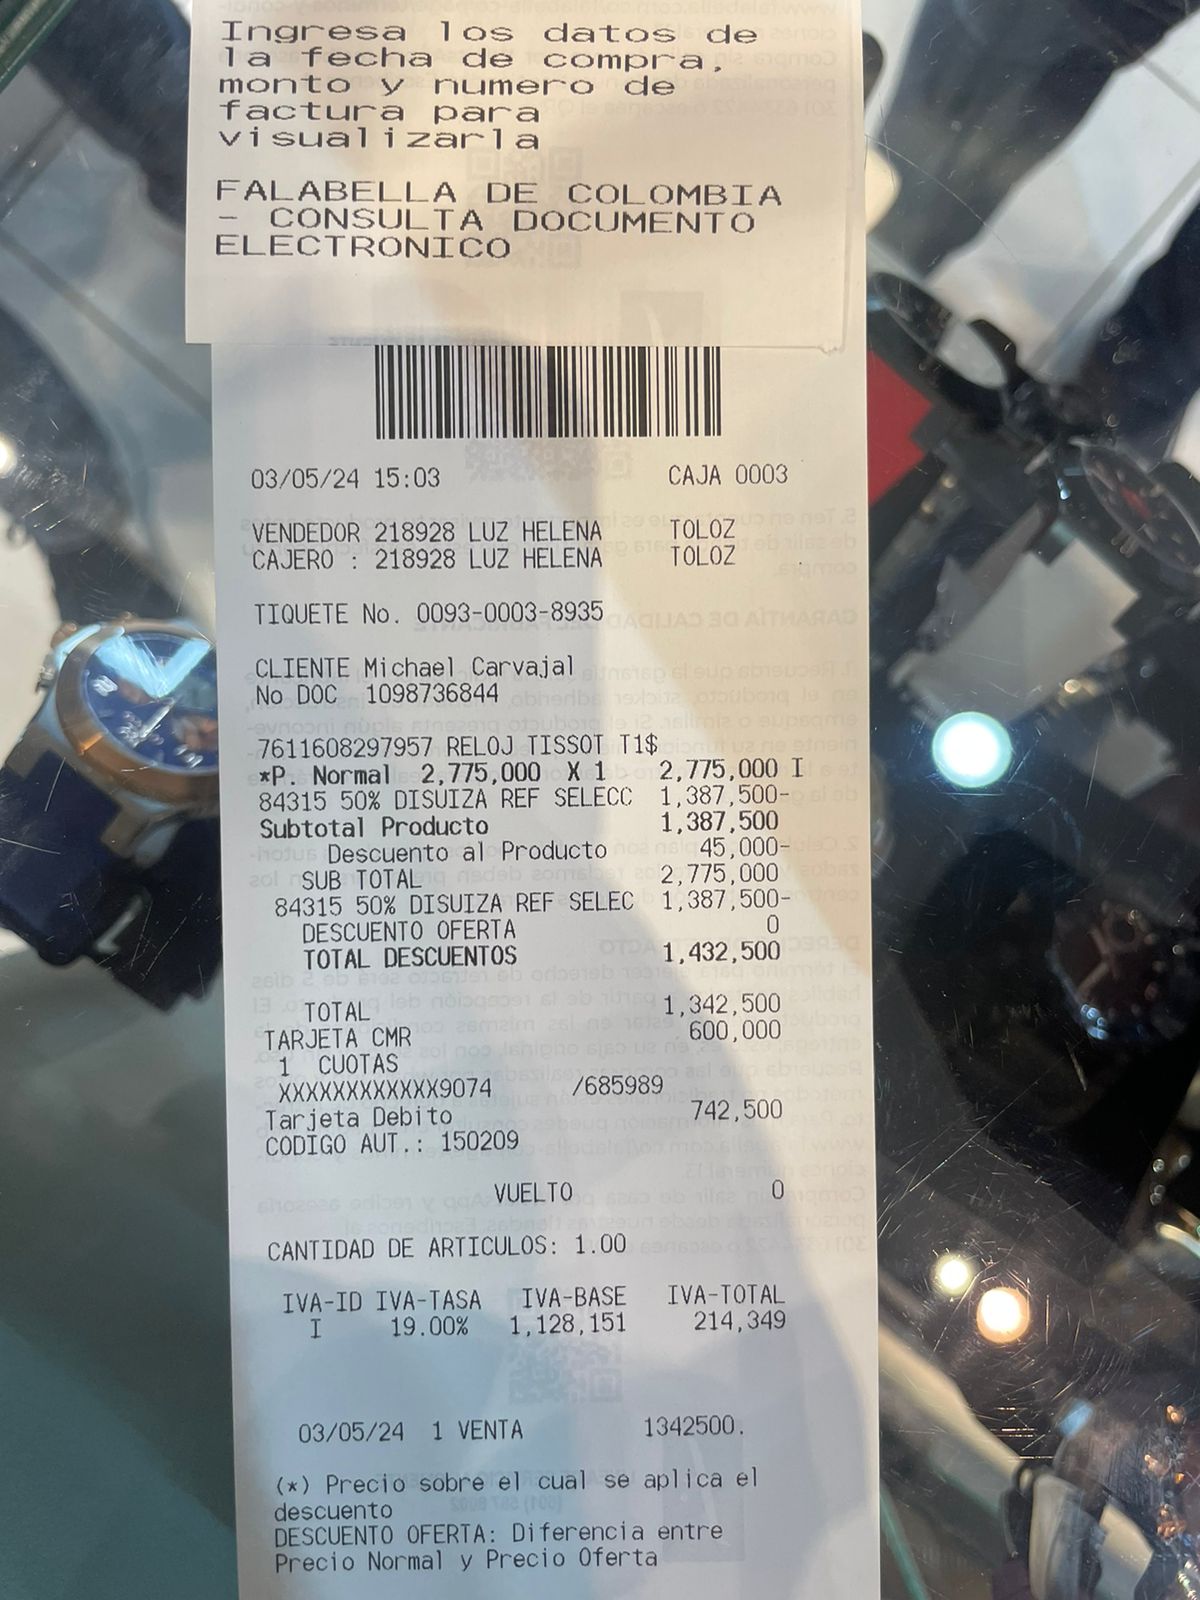 Ingresa los datos de
la fecha de compra,
monto y numero de
factura para
visualizarla
FALABELLA DE COLOMBIA
- CONSULTA DOCUMENTO
ELECTRONICO
03/05/24 15:03 CAJA 0003
VENDEDOR 218928 LUZ HELENA TOLOZ
CAJERO : 218928 LUZ HELENA TOLOZ
TIQUETE No. 0093-0003-8935
CLIENTE Michael Carvajal
No DOC 1098736844
7611608297957 RELOJ TISSOT T1$
*P. Normal 2,775,000 X 1 2,775,000 I
84315 50% DISUIZA REF SELECC 1,387,500-
Subtotal Producto 1,387,500
Descuento al Producto 45,000-
SUB TOTAL 2,775,000
84315 50% DISUIZA REF SELEC 1,387,500-
DESCUENTO OFERTA 0
TOTAL DESCUENTOS 1,432,500
TOTAL 1,342,500
TARJETA CMR 600,000
1 CUOTAS
XXXXXXXXXXXX9074 /685989
Tarjeta Debito 742,500
CODIGO AUT.: 150209
VUELTO 0
CANTIDAD DE ARTICULOS: 1.00
IVA-ID IVA-TASA IVA-BASE IVA-TOTAL
I 19.00% 1,128,151 214,349
03/05/24 1 VENTA 1342500.
(*) Precio sobre el cual se aplica el
descuento
DESCUENTO OFERTA: Diferencia entre
Precio Normal y Precio Oferta